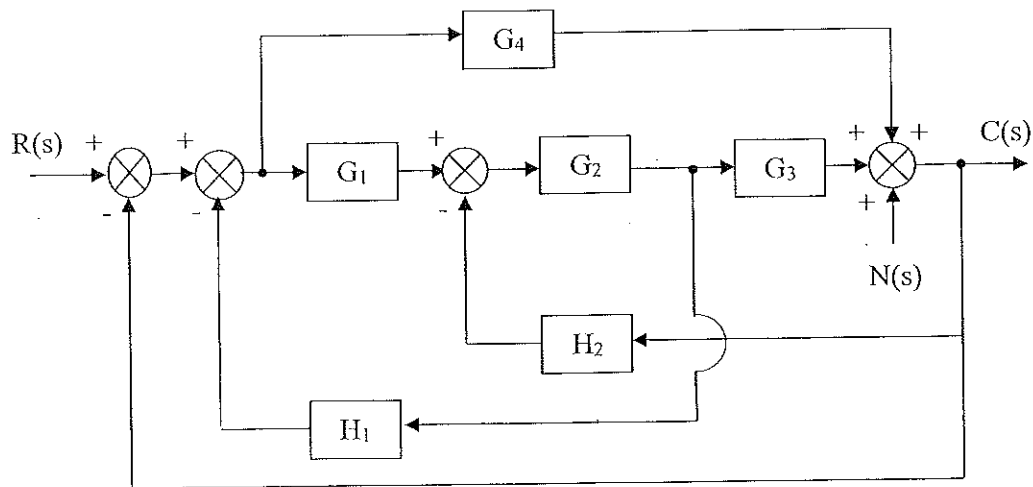 G₄
R(s)
+
+
+
+
+
C(s)
G₁
G₂
G₃
-
-
-
+
N(s)
H₂
H₁